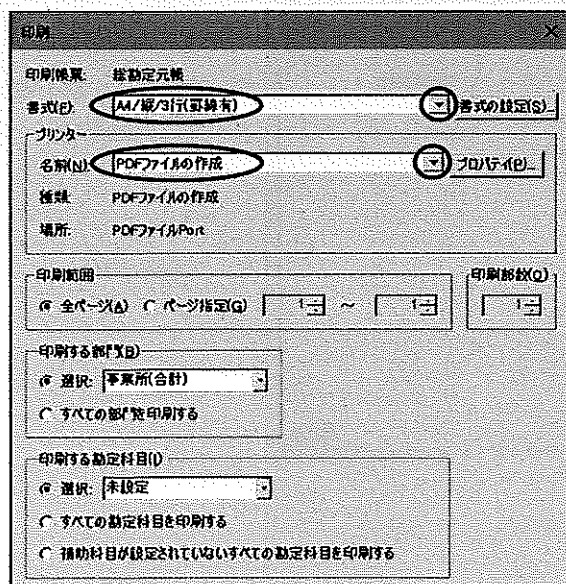 印刷
印刷帳票: 総勘定元帳
書式(F): A4/縦/3行(罫線有) 書式の設定(S)...
プリンター
名前(N): PDFファイルの作成 プロパティ(P)...
種類: PDFファイルの作成
場所: PDFファイルPort
印刷範囲 印刷部数(O)
全ページ(A) ページ指定(G) 1 ～ 1 1
印刷する部門(B)
選択: 事業所(合計)
すべての部門を印刷する
印刷する勘定科目(I)
選択: 未設定
すべての勘定科目を印刷する
補助科目が設定されていないすべての勘定科目を印刷する